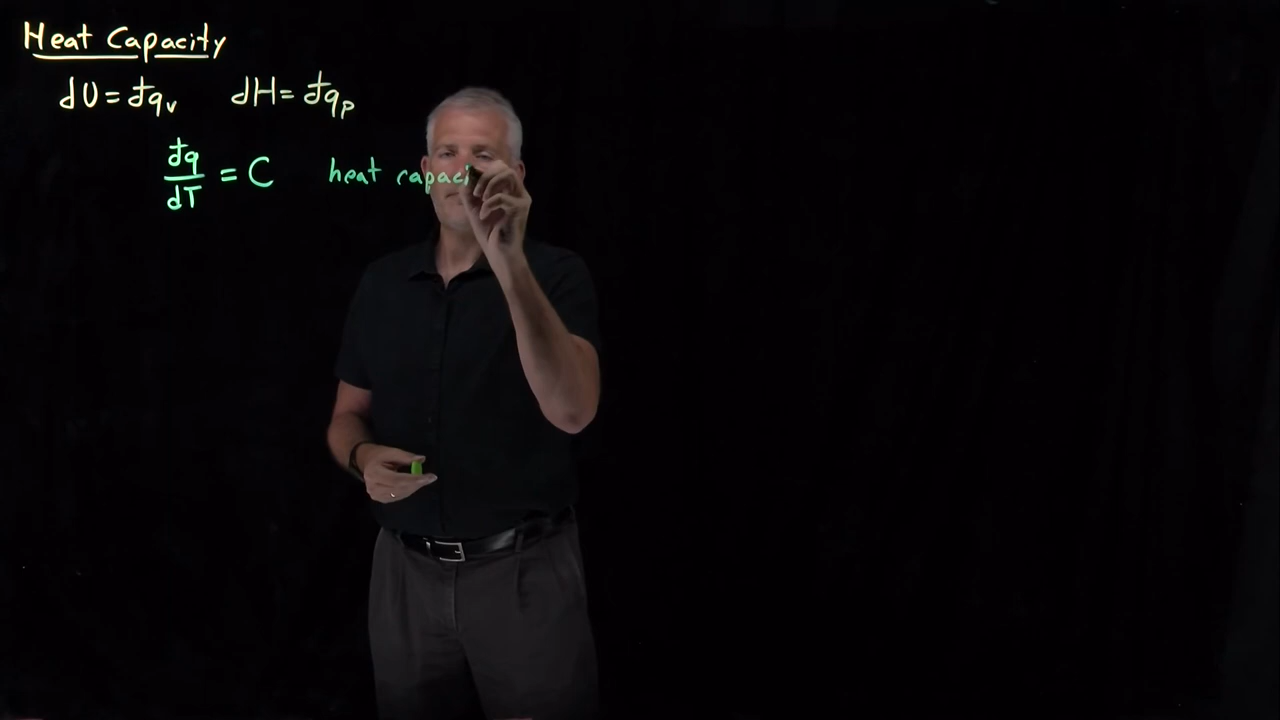 Heat Capacity
dU = đq_v dH = đq_p
đq/dT = C heat capaci